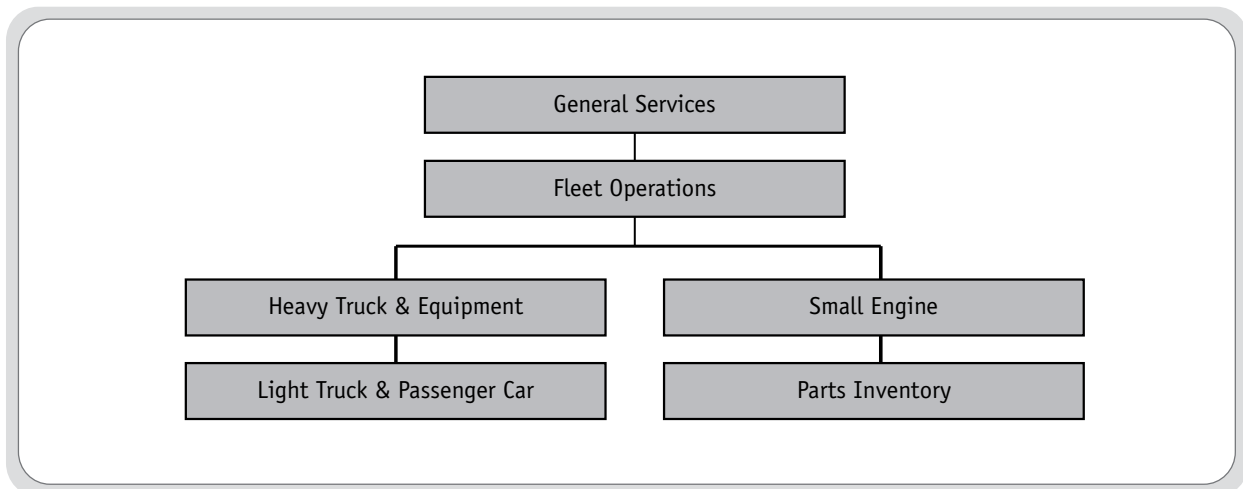 General Services
Fleet Operations
Heavy Truck & Equipment
Small Engine
Light Truck & Passenger Car
Parts Inventory